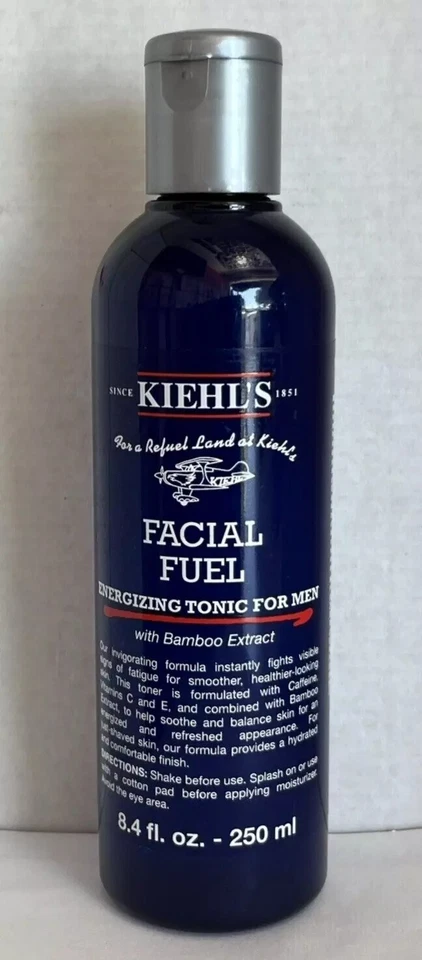 SINCE KIEHL'S 1851
For a Refuel Land at Kiehl's
KIEHL'S
FACIAL
FUEL
ENERGIZING TONIC FOR MEN
with Bamboo Extract
Our invigorating formula instantly fights visible
signs of fatigue for smoother, healthier-looking
skin. This toner is formulated with Caffeine,
Vitamins C and E, and combined with Bamboo
Extract, to help soothe and balance skin for an
energized and refreshed appearance. For
just-shaved skin, our formula provides a hydrated
and comfortable finish.
DIRECTIONS: Shake before use. Splash on or use
with a cotton pad before applying moisturizer.
Avoid the eye area.
8.4 fl. oz. - 250 ml